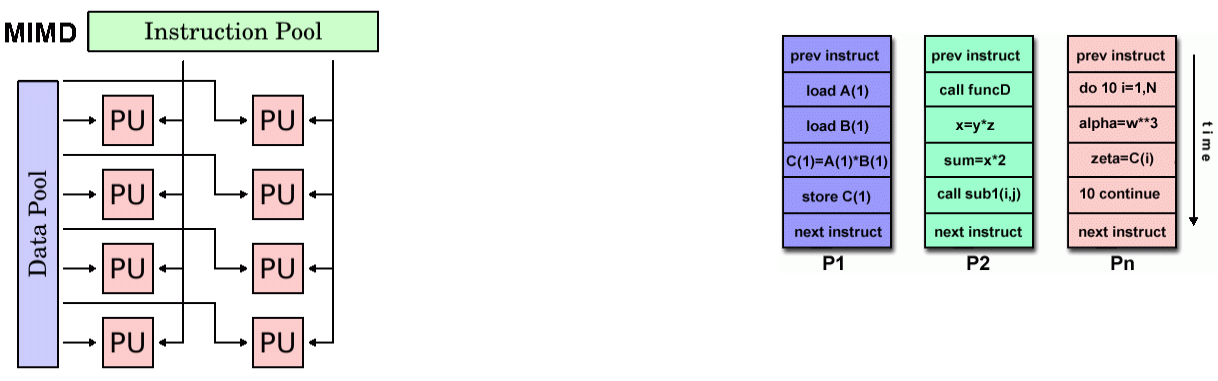 MIMD
Instruction Pool
Data Pool
PU
PU
PU
PU
PU
PU
PU
PU
prev instruct
load A(1)
load B(1)
C(1)=A(1)*B(1)
store C(1)
next instruct
P1
prev instruct
call funcD
x=y*z
sum=x*2
call sub1(i,j)
next instruct
P2
prev instruct
do 10 i=1,N
alpha=w**3
zeta=C(i)
10 continue
next instruct
Pn
time